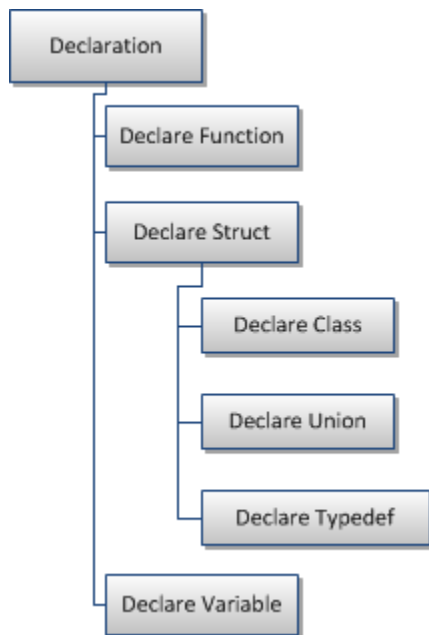 Declaration
Declare Function
Declare Struct
Declare Class
Declare Union
Declare Typedef
Declare Variable